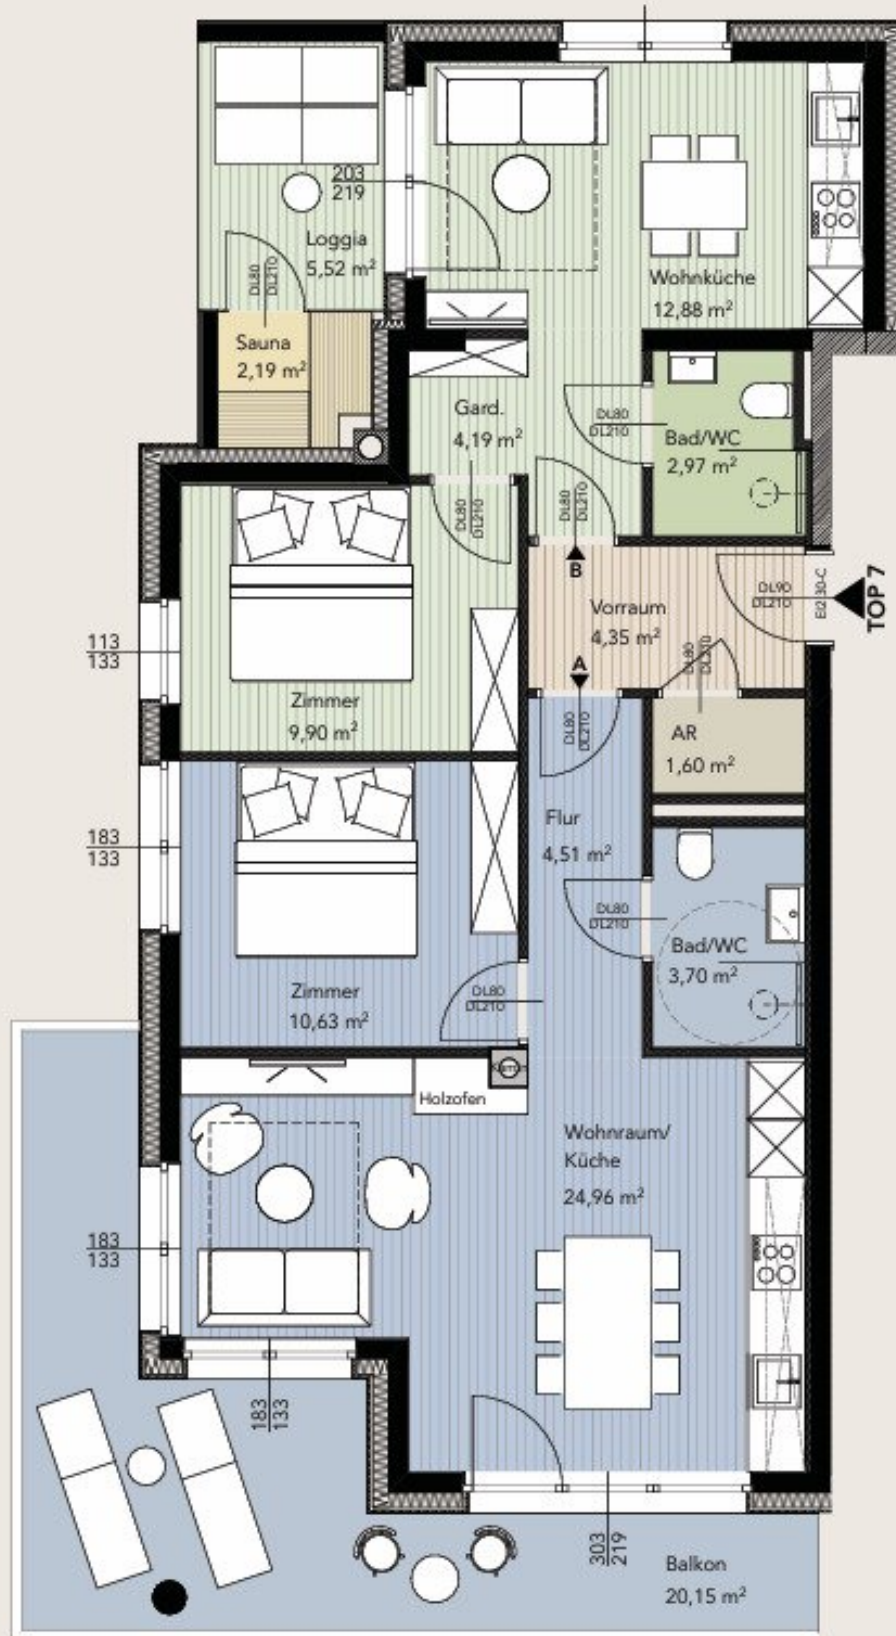 203
219
Loggia
5,52 m²
DL80
DL210
Wohnküche
12,88 m²
Sauna
2,19 m²
Gard.
4,19 m²
DL80
DL210
Bad/WC
2,97 m²
DL80
DL210
DL80
DL210
B
Vorraum
4,35 m²
DL90
DL210
EI2 30-C
TOP 7
A
DL80
DL210
113
133
Zimmer
9,90 m²
DL80
DL210
AR
1,60 m²
183
133
Flur
4,51 m²
DL80
DL210
Bad/WC
3,70 m²
Zimmer
10,63 m²
DL80
DL210
Holzofen
Wohnraum/
Küche
24,96 m²
183
133
183
133
303
219
Balkon
20,15 m²